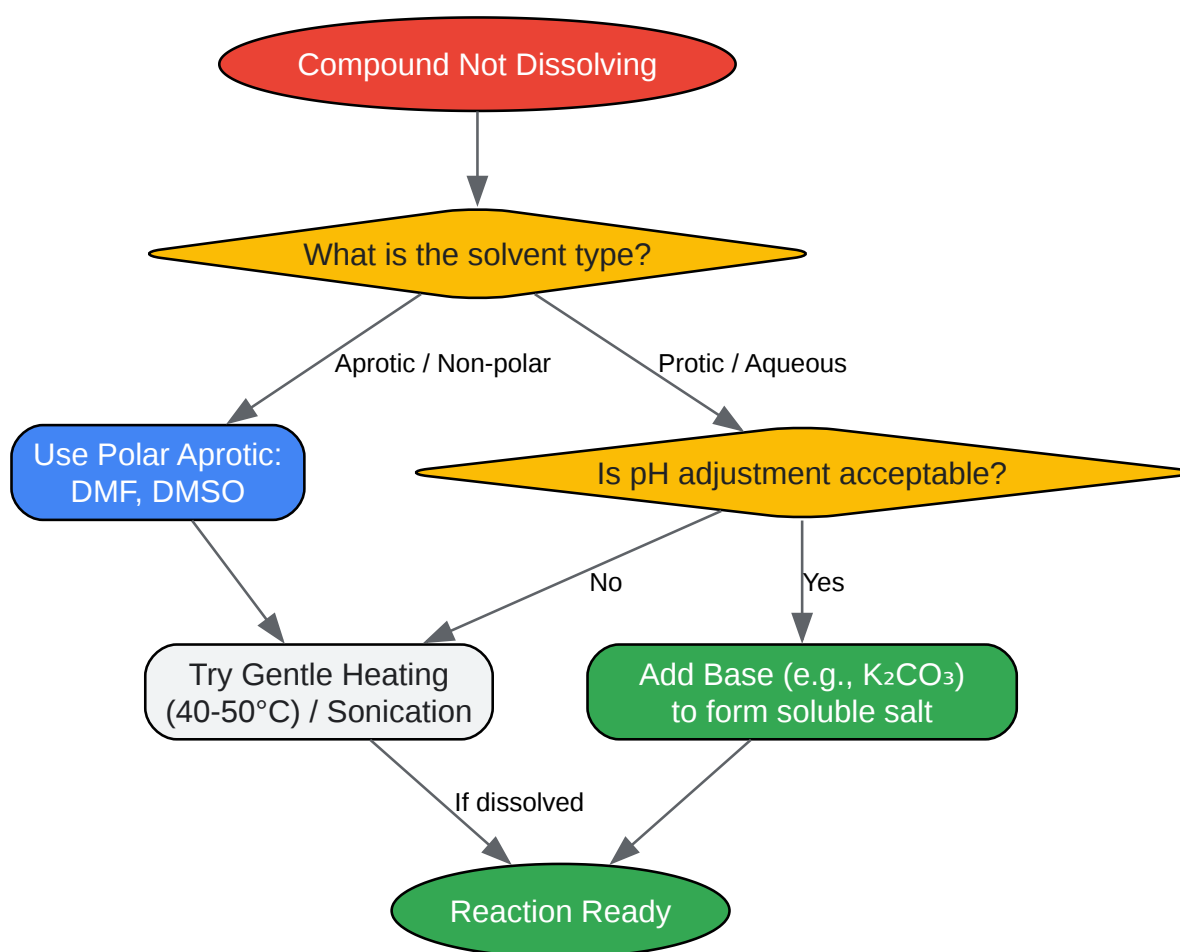 Compound Not Dissolving
What is the solvent type?
Aprotic / Non-polar
Protic / Aqueous
Use Polar Aprotic:
DMF, DMSO
Is pH adjustment acceptable?
No
Yes
Try Gentle Heating
(40-50°C) / Sonication
Add Base (e.g., K₂CO₃)
to form soluble salt
If dissolved
Reaction Ready